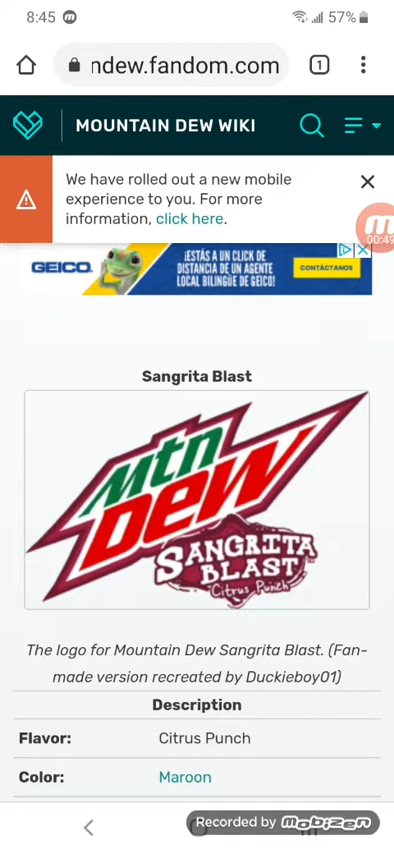 8:45
57%
ndew.fandom.com
1
MOUNTAIN DEW WIKI
We have rolled out a new mobile
experience to you. For more
information, click here.
00:49
GEICO.
¡ESTÁS A UN CLICK DE
DISTANCIA DE UN AGENTE
LOCAL BILINGÜE DE GEICO!
CONTÁCTANOS
Sangrita Blast
Mtn
DEW
SANGRITA
BLAST
Citrus Punch
The logo for Mountain Dew Sangrita Blast. (Fan-
made version recreated by Duckieboy01)
Description
Flavor: Citrus Punch
Color: Maroon
Recorded by mobizen